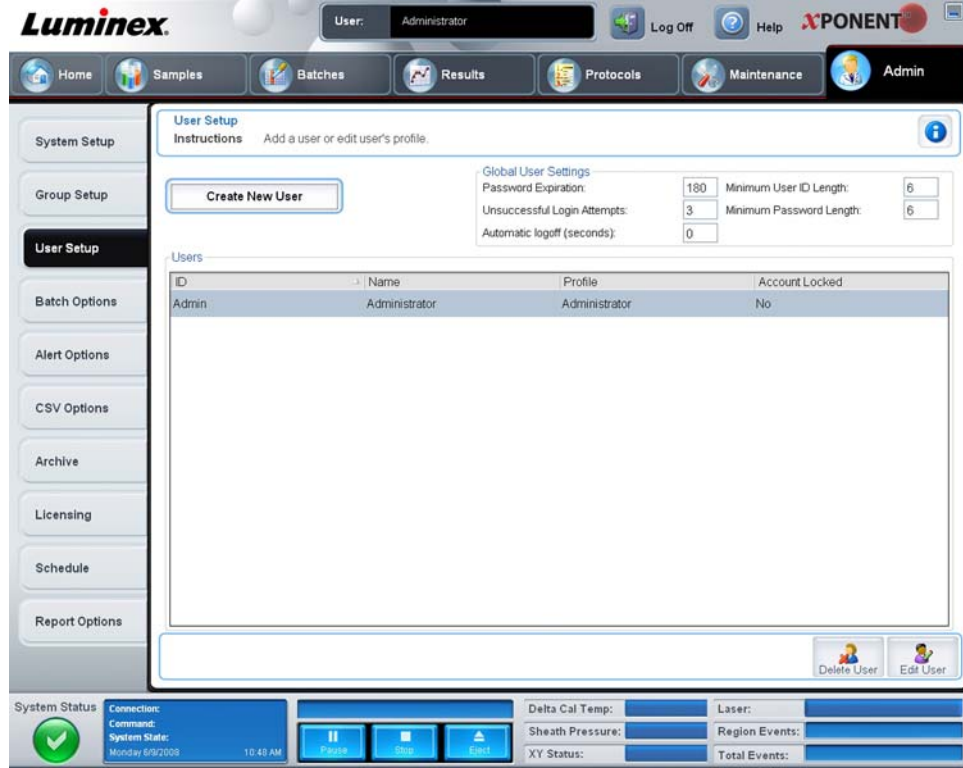 Luminex.
User: Administrator
Log Off
Help
XPONENT™
Home
Samples
Batches
Results
Protocols
Maintenance
Admin
System Setup
Group Setup
User Setup
Batch Options
Alert Options
CSV Options
Archive
Licensing
Schedule
Report Options
User Setup
Instructions Add a user or edit user's profile.
Create New User
Global User Settings
Password Expiration: 180 Minimum User ID Length: 6
Unsuccessful Login Attempts: 3 Minimum Password Length: 6
Automatic logoff (seconds): 0
Users
ID Name Profile Account Locked
Admin Administrator Administrator No
Delete User
Edit User
System Status
Connection:
Command:
System State:
Monday 6/9/2008 10:48 AM
Pause
Stop
Eject
Delta Cal Temp:
Sheath Pressure:
XY Status:
Laser:
Region Events:
Total Events: